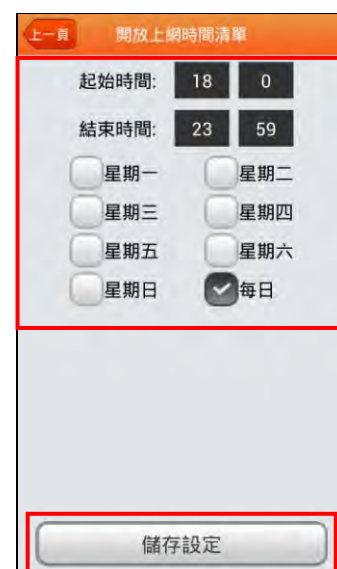 上一頁 開放上網時間清單
起始時間: 18 0
結束時間: 23 59
星期一 星期二
星期三 星期四
星期五 星期六
星期日 每日
儲存設定